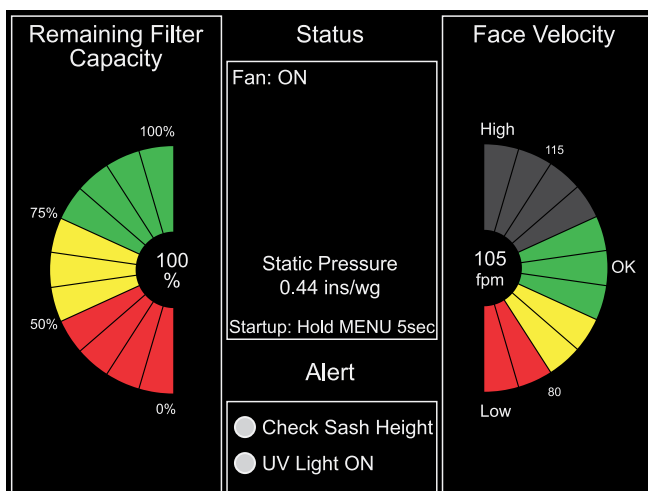 Remaining Filter
Capacity
100%
75%
100
%
50%
0%
Status
Fan: ON
Static Pressure
0.44 ins/wg
Startup: Hold MENU 5sec
Alert
Check Sash Height
UV Light ON
Face Velocity
High
115
105
fpm
OK
80
Low